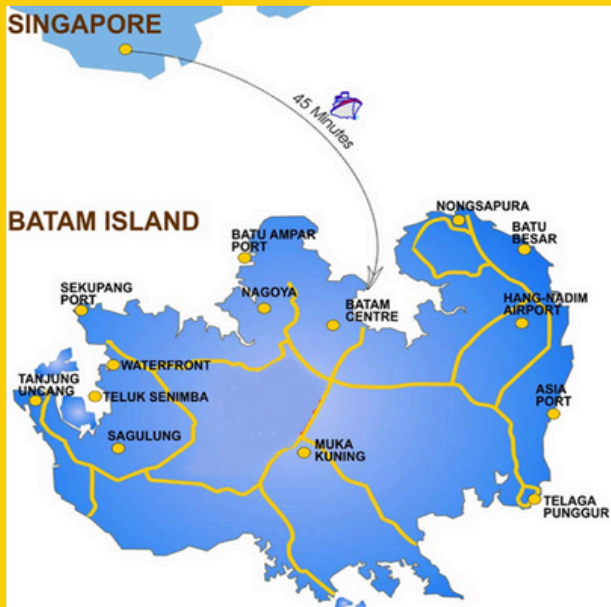 SINGAPORE
45 Minutes
BATAM ISLAND
NONGSAPURA
BATU AMPAR
PORT
BATU
BESAR
SEKUPANG
PORT
NAGOYA
BATAM
CENTRE
HANG-NADIM
AIRPORT
WATERFRONT
TANJUNG
UNCANG
TELUK SENIMBA
ASIA
PORT
SAGULUNG
MUKA
KUNING
TELAGA
PUNGGUR